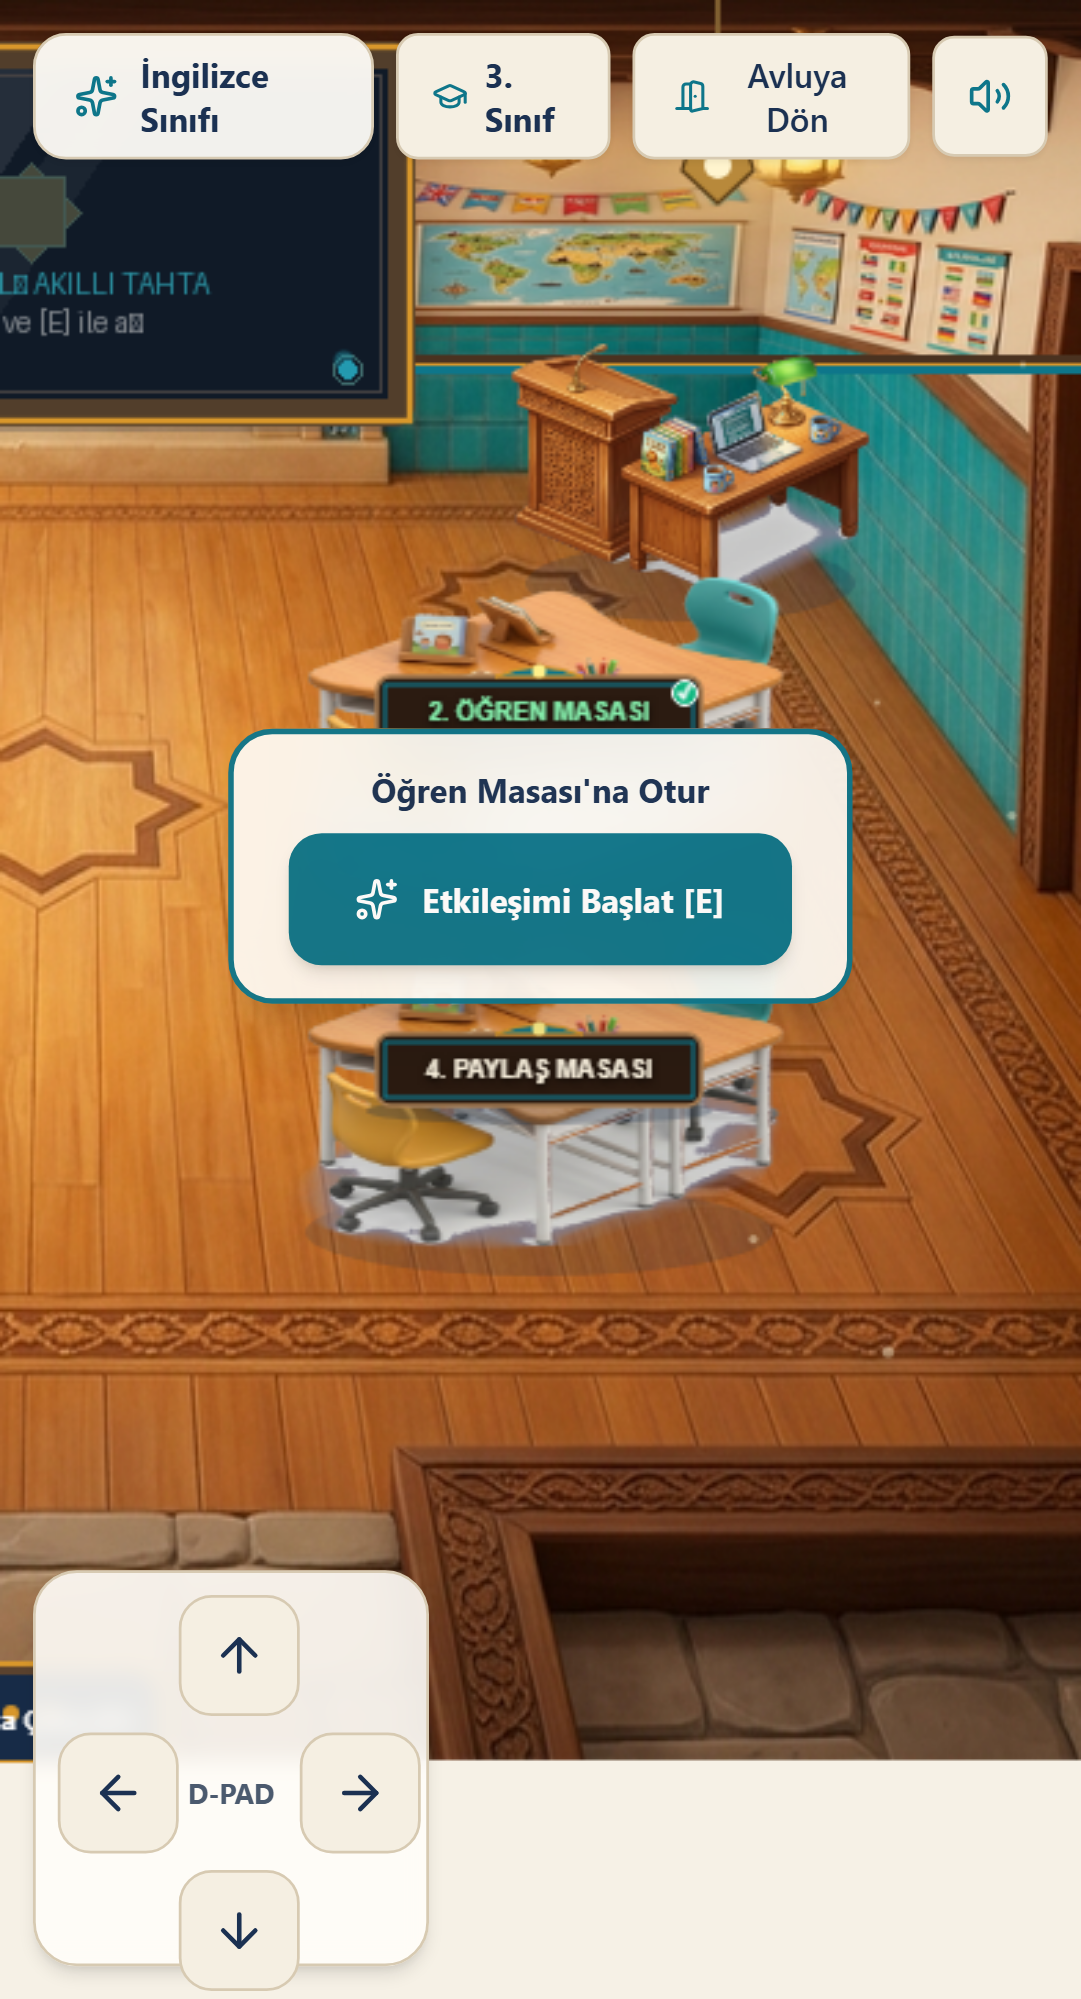 İngilizce
Sınıfı
3.
Sınıf
Avluya
Dön
AKILLI TAHTA
ve [E] ile
2. ÖĞREN MASASI
Öğren Masası'na Otur
Etkileşimi Başlat [E]
4. PAYLAŞ MASASI
D-PAD